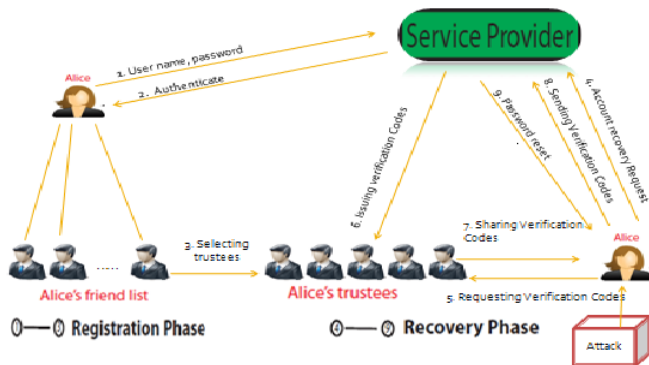 Service Provider
1. User name, password
2. Authenticate
Alice
6. Issuing verification Codes
9. Password reset
8. Sending Verification Codes
4. Account recovery Request
3. Selecting
trustees
7. Sharing Verification
Codes
Alice
.....
Alice's friend list
Alice's trustees
5. Requesting Verification Codes
Registration Phase
Recovery Phase
Attack